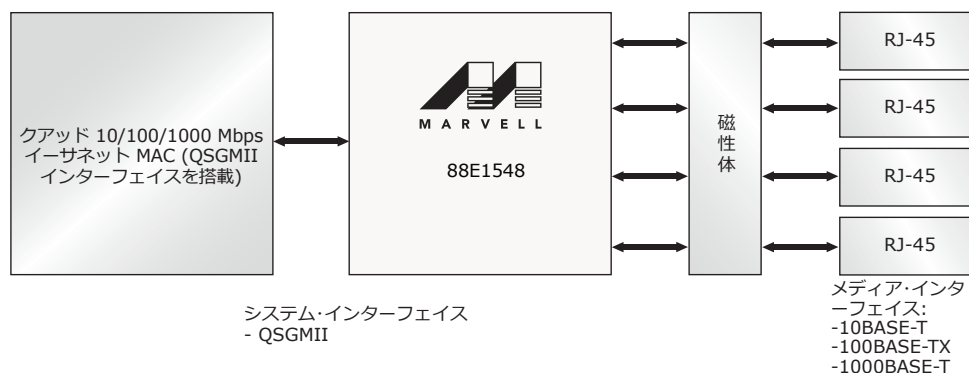 クアッド 10/100/1000 Mbps
イーサネット MAC (QSGMII
インターフェイスを搭載)
MARVELL
88E1548
磁性体
RJ-45
RJ-45
RJ-45
RJ-45
システム・インターフェイス
- QSGMII
メディア・インタ
ーフェイス:
-10BASE-T
-100BASE-TX
-1000BASE-T